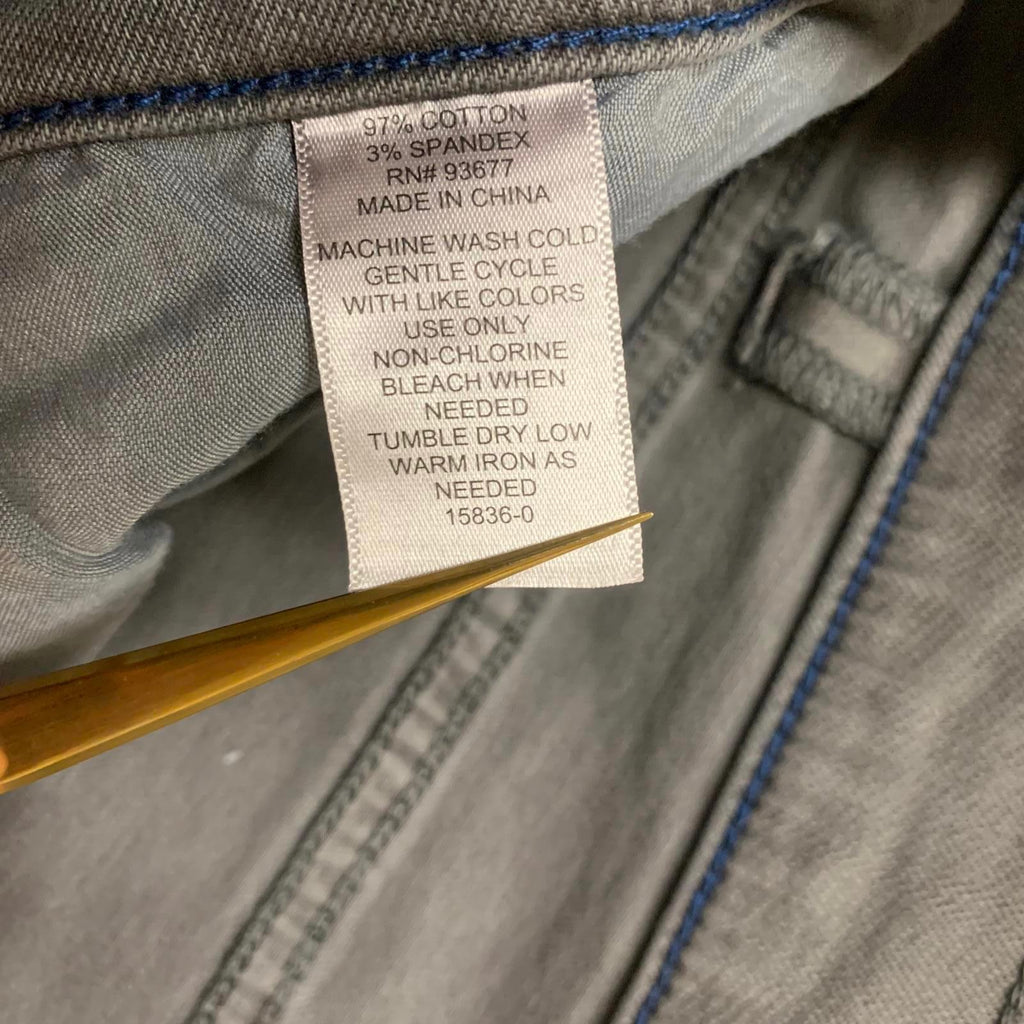 97% COTTON
3% SPANDEX
RN# 93677
MADE IN CHINA
MACHINE WASH COLD
GENTLE CYCLE
WITH LIKE COLORS
USE ONLY
NON-CHLORINE
BLEACH WHEN
NEEDED
TUMBLE DRY LOW
WARM IRON AS
NEEDED
15836-0